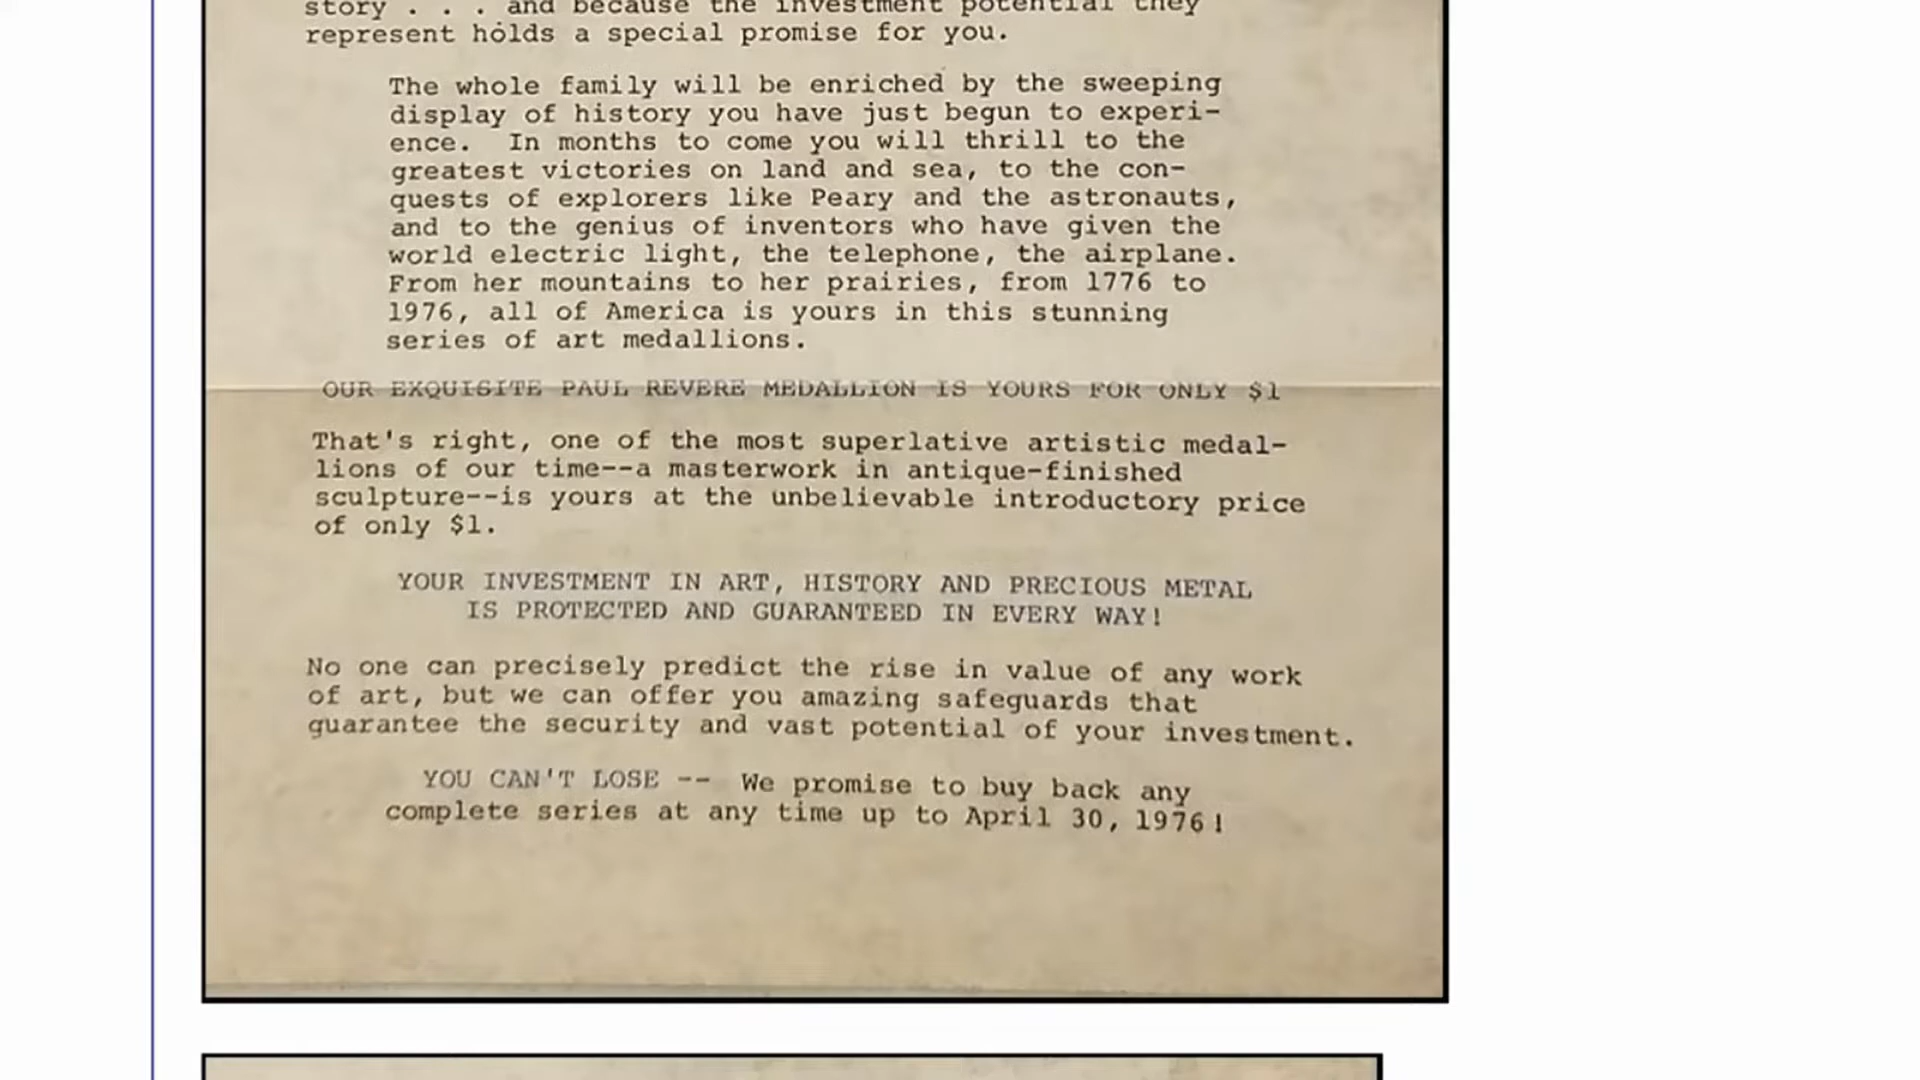 story . . . and because the investment potential they
represent holds a special promise for you.
The whole family will be enriched by the sweeping
display of history you have just begun to experi-
ence. In months to come you will thrill to the
greatest victories on land and sea, to the con-
quests of explorers like Peary and the astronauts,
and to the genius of inventors who have given the
world electric light, the telephone, the airplane.
From her mountains to her prairies, from 1776 to
1976, all of America is yours in this stunning
series of art medallions.
OUR EXQUISITE PAUL REVERE MEDALLION IS YOURS FOR ONLY $1
That's right, one of the most superlative artistic medal-
lions of our time--a masterwork in antique-finished
sculpture--is yours at the unbelievable introductory price
of only $1.
YOUR INVESTMENT IN ART, HISTORY AND PRECIOUS METAL
IS PROTECTED AND GUARANTEED IN EVERY WAY!
No one can precisely predict the rise in value of any work
of art, but we can offer you amazing safeguards that
guarantee the security and vast potential of your investment.
YOU CAN'T LOSE -- We promise to buy back any
complete series at any time up to April 30, 1976!